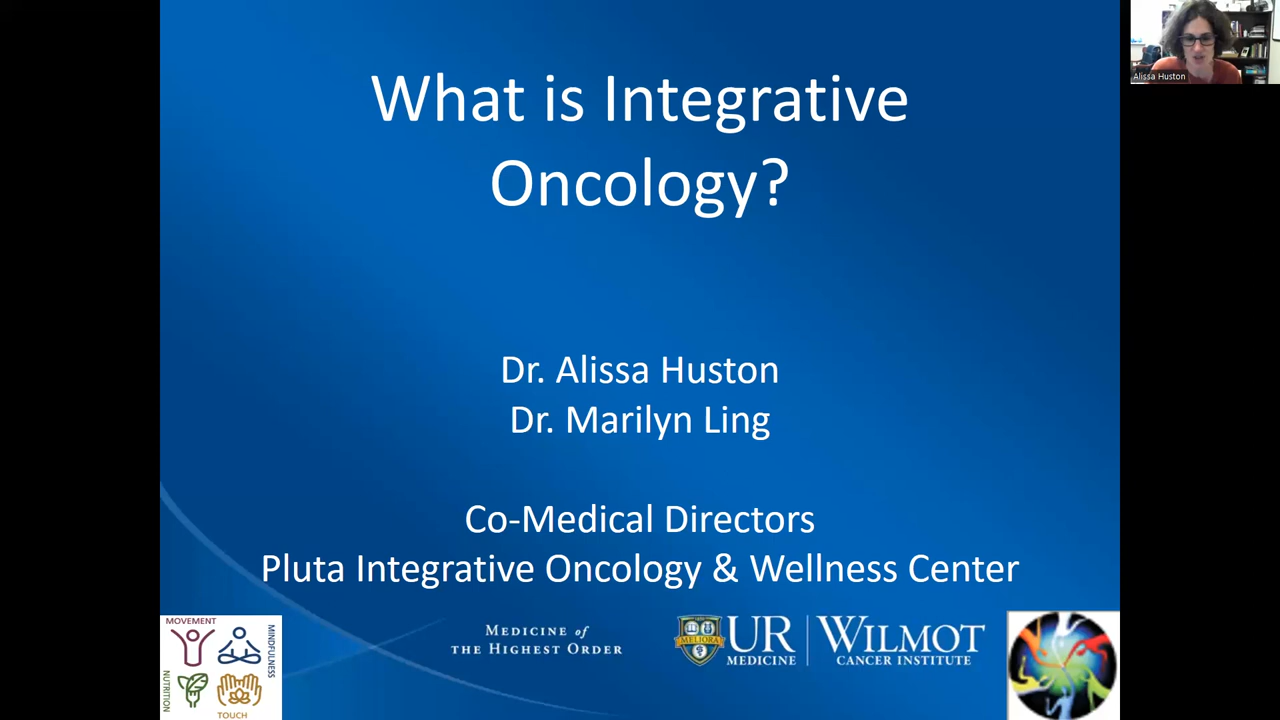 What is Integrative
Oncology?
Dr. Alissa Huston
Dr. Marilyn Ling
Co-Medical Directors
Pluta Integrative Oncology & Wellness Center
MOVEMENT
MINDFULNESS
NUTRITION
TOUCH
MEDICINE of
THE HIGHEST ORDER
MELIORA
UR
MEDICINE
WILMOT
CANCER INSTITUTE
Alissa Huston